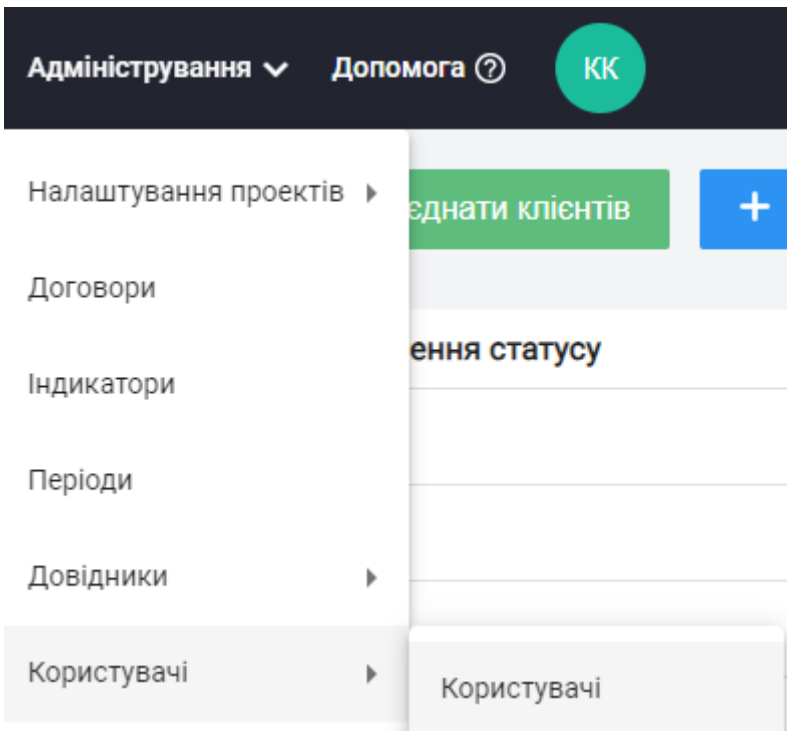 Адміністрування Допомога ? КК
Налаштування проектів
єднати клієнтів +
Договори
ення статусу
Індикатори
Періоди
Довідники
Користувачі
Користувачі